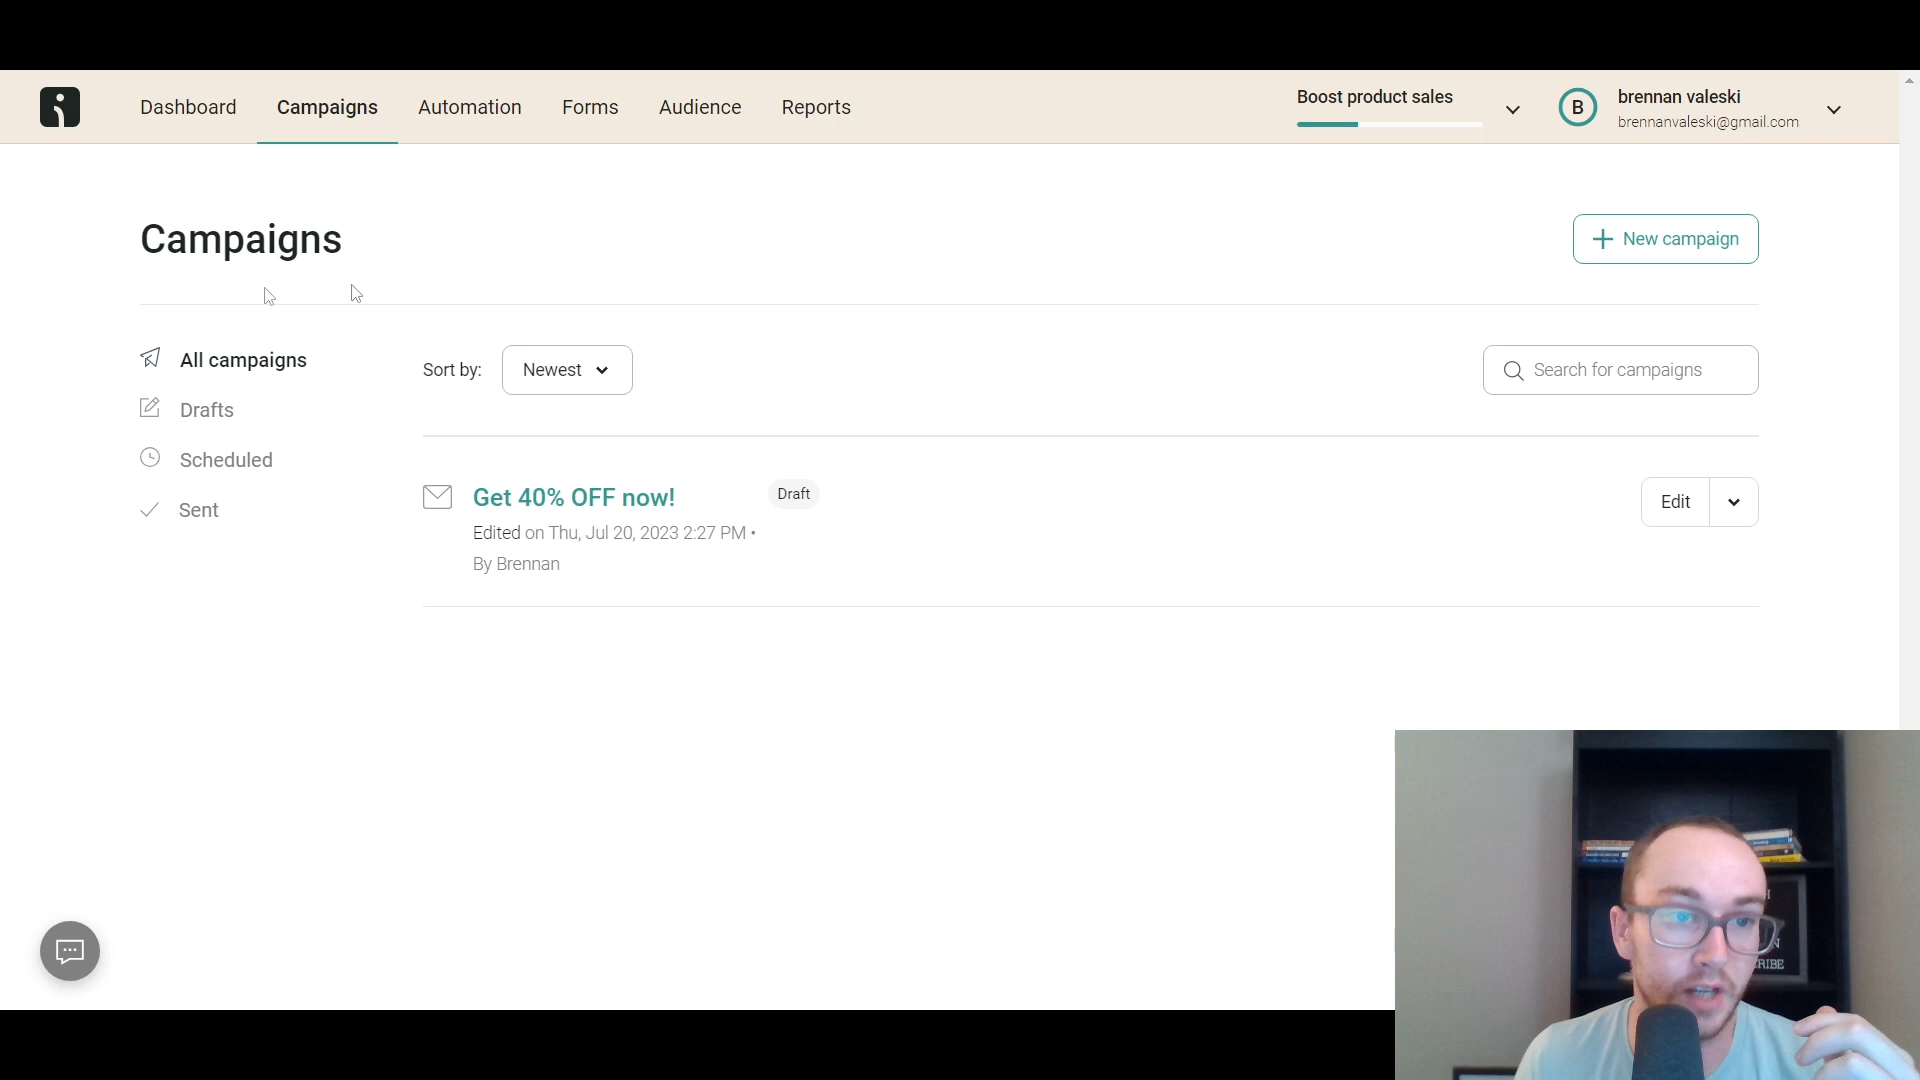 Dashboard
Campaigns
Automation
Forms
Audience
Reports
Boost product sales
B
brennan valeski
brennanvaleski@gmail.com
Campaigns
New campaign
All campaigns
Drafts
Scheduled
Sent
Sort by:
Newest
Search for campaigns
Get 40% OFF now!
Draft
Edited on Thu, Jul 20, 2023 2:27 PM •
By Brennan
Edit